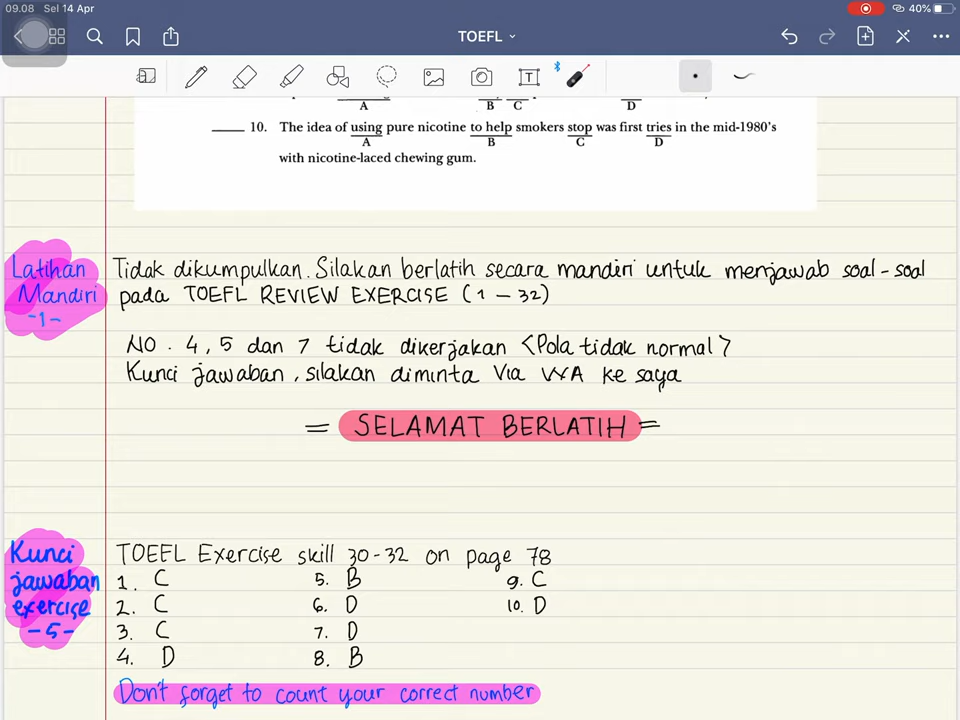 09.08 Sel 14 Apr
40%
TOEFL
T
A B C D
10. The idea of using pure nicotine to help smokers stop was first tries in the mid-1980's
A B C D
with nicotine-laced chewing gum.
Latihan
Mandiri
-1-
Tidak dikumpulkan. Silakan berlatih secara mandiri untuk menjawab soal-soal
pada TOEFL REVIEW EXERCISE (1 - 32)
NO. 4, 5 dan 7 tidak dikerjakan <Pola tidak normal>
Kunci jawaban, silakan diminta via WA ke saya
= SELAMAT BERLATIH =
Kunci
jawaban
exercise
-5-
TOEFL Exercise skill 30-32 on page 78
1. C 5. B 9. C
2. C 6. D 10. D
3. C 7. D
4. D 8. B
Don't forget to count your correct number